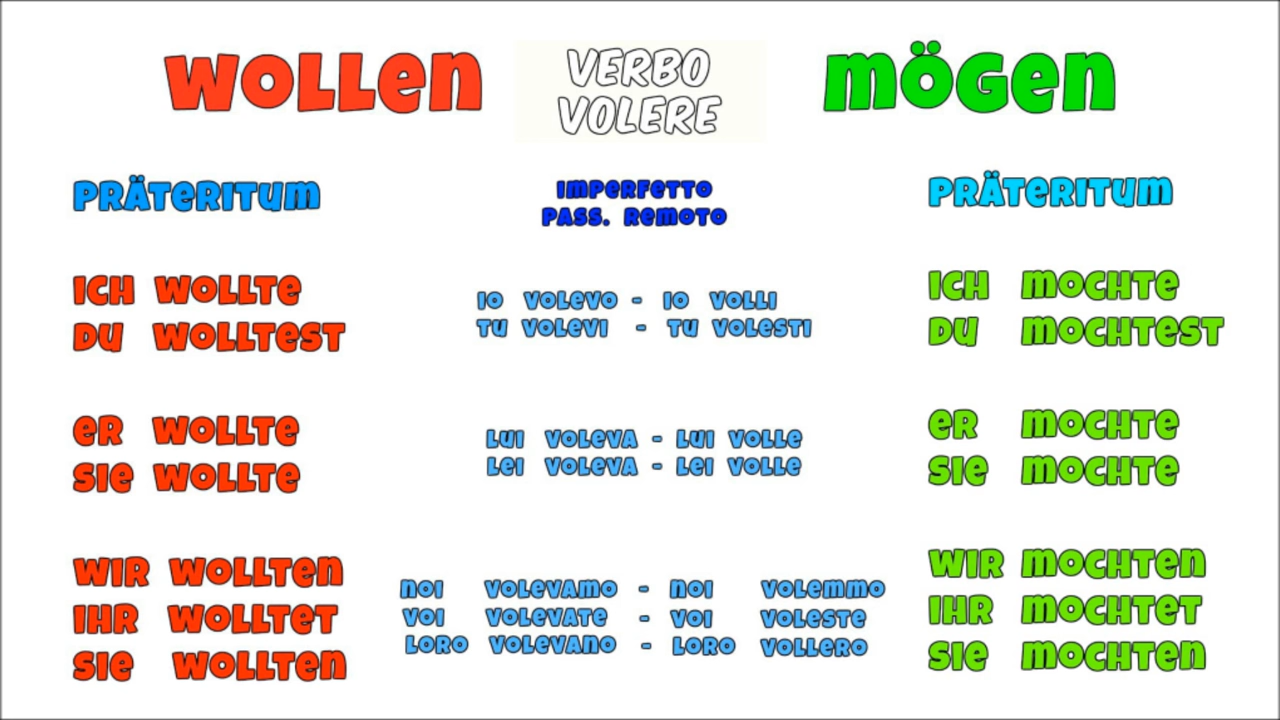 WOLLEN
VERBO
VOLERE
MÖGEN
PRÄTERITUM
IMPERFETTO
PASS. REMOTO
PRÄTERITUM
ICH WOLLTE
DU WOLLTEST
IO VOLEVO - IO VOLLI
TU VOLEVI - TU VOLESTI
ICH MOCHTE
DU MOCHTEST
ER WOLLTE
SIE WOLLTE
LUI VOLEVA - LUI VOLLE
LEI VOLEVA - LEI VOLLE
ER MOCHTE
SIE MOCHTE
WIR WOLLTEN
IHR WOLLTET
SIE WOLLTEN
NOI VOLEVAMO - NOI VOLEMMO
VOI VOLEVATE - VOI VOLESTE
LORO VOLEVANO - LORO VOLLERO
WIR MOCHTEN
IHR MOCHTET
SIE MOCHTEN